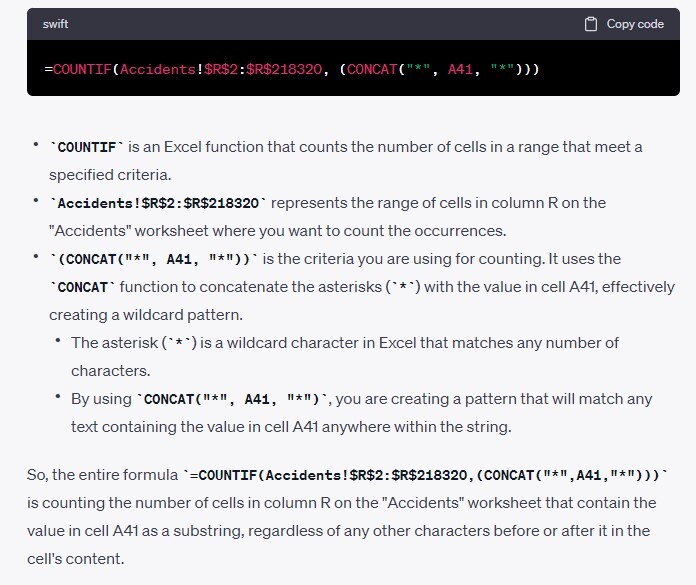 swift
Copy code
=COUNTIF(Accidents!$R$2:$R$218320, (CONCAT("*", A41, "*")))
• `COUNTIF` is an Excel function that counts the number of cells in a range that meet a
specified criteria.
• `Accidents!$R$2:$R$218320` represents the range of cells in column R on the
"Accidents" worksheet where you want to count the occurrences.
• `(CONCAT("*", A41, "*"))` is the criteria you are using for counting. It uses the
`CONCAT` function to concatenate the asterisks (`*`) with the value in cell A41, effectively
creating a wildcard pattern.
• The asterisk (`*`) is a wildcard character in Excel that matches any number of
characters.
• By using `CONCAT("*", A41, "*")`, you are creating a pattern that will match any
text containing the value in cell A41 anywhere within the string.
So, the entire formula `=COUNTIF(Accidents!$R$2:$R$218320,(CONCAT("*",A41,"*")))`
is counting the number of cells in column R on the "Accidents" worksheet that contain the
value in cell A41 as a substring, regardless of any other characters before or after it in the
cell's content.